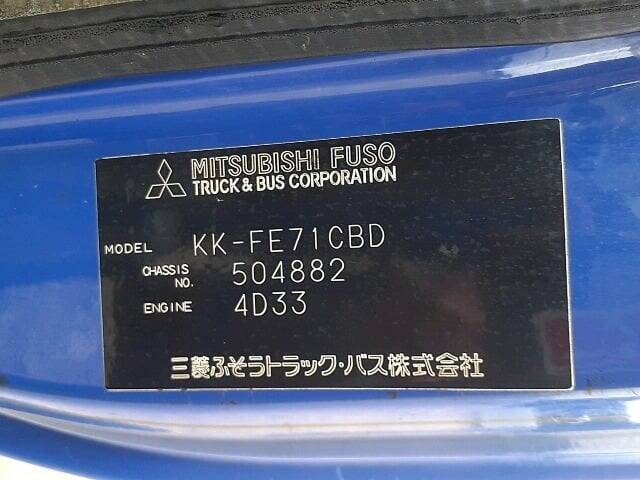 MITSUBISHI FUSO
TRUCK & BUS CORPORATION
MODEL KK-FE71CBD
CHASSIS NO. 504882
ENGINE 4D33
三菱ふそうトラック・バス株式会社